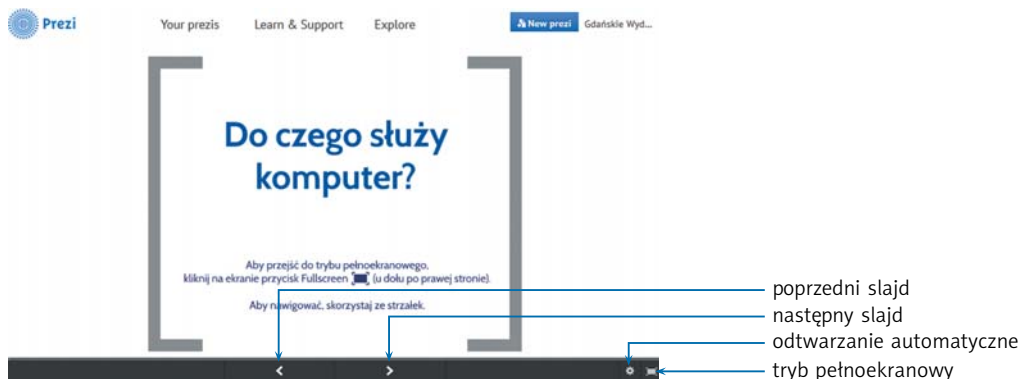 Prezi
Your prezis
Learn & Support
Explore
New prezi
Gdańskie Wyd...
Do czego służy
komputer?
Aby przejść do trybu pełnoekranowego,
kliknij na ekranie przycisk Fullscreen (u dołu po prawej stronie).
Aby nawigować, skorzystaj ze strzałek.
poprzedni slajd
następny slajd
odtwarzanie automatyczne
tryb pełnoekranowy